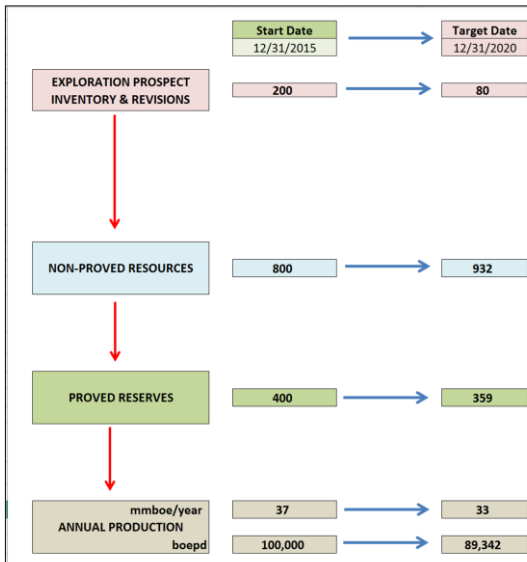 Start Date
Target Date
12/31/2015
12/31/2020
EXPLORATION PROSPECT
INVENTORY & REVISIONS
200
80
NON-PROVED RESOURCES
800
932
PROVED RESERVES
400
359
mmboe/year
37
33
ANNUAL PRODUCTION
boepd
100,000
89,342